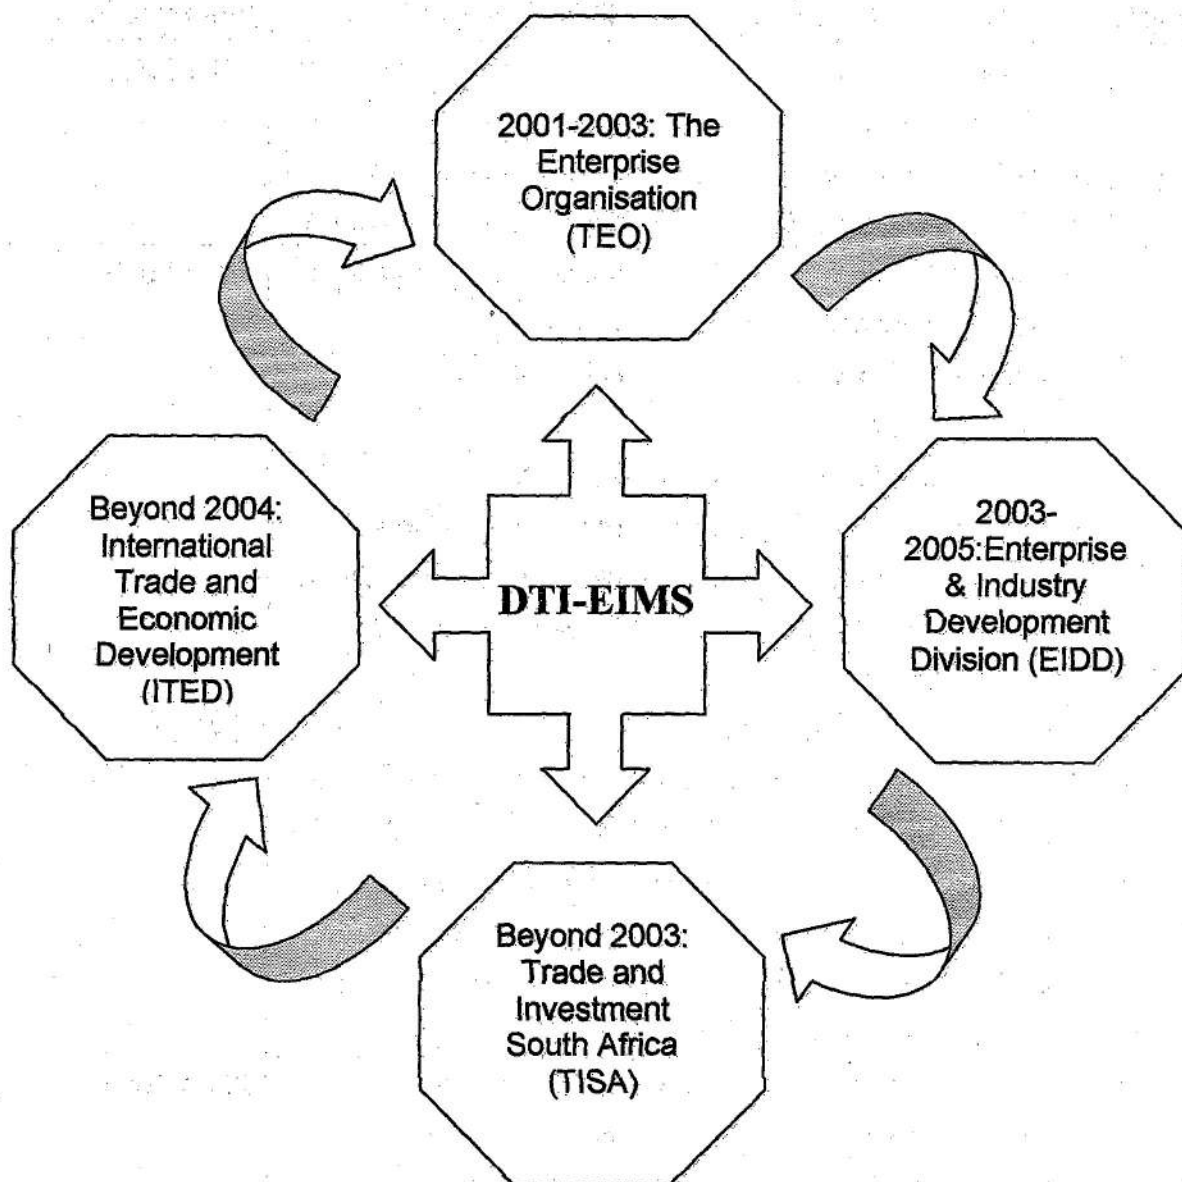 2001-2003: The
Enterprise
Organisation
(TEO)
Beyond 2004:
International
Trade and
Economic
Development
(ITED)
DTI-EIMS
2003-
2005:Enterprise
& Industry
Development
Division (EIDD)
Beyond 2003:
Trade and
Investment
South Africa
(TISA)